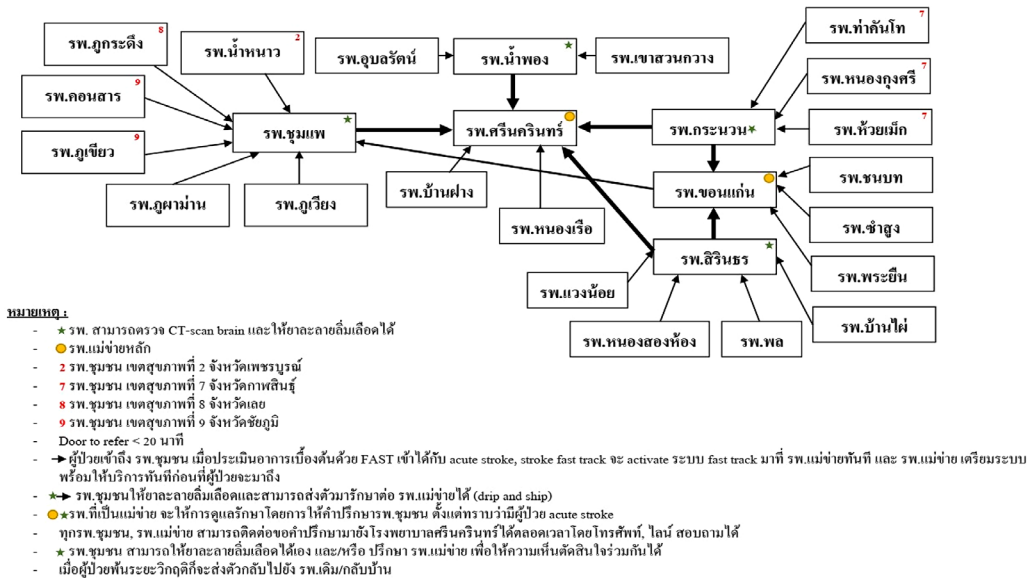 รพ.ภูกระดึง 8
รพ.น้ำหนาว 2
รพ.อุบลรัตน์
รพ.น้ำพอง
รพ.เขาสวนกวาง
รพ.ท่าคันโท 7
รพ.หนองกุงศรี 7
รพ.คอนสาร 9
รพ.ชุมแพ
รพ.ศรีนครินทร์
รพ.กระนวน
รพ.ห้วยเม็ก 7
รพ.ภูเขียว 9
รพ.บ้านฝาง
รพ.ขอนแก่น
รพ.ชนบท
รพ.ภูผาม่าน
รพ.ภูเวียง
รพ.หนองเรือ
รพ.ซำสูง
รพ.สิรินธร
รพ.พระยืน
รพ.แวงน้อย
รพ.บ้านไผ่
รพ.หนองสองห้อง
รพ.พล
หมายเหตุ :
- ★ รพ. สามารถตรวจ CT-scan brain และให้ยาละลายลิ่มเลือดได้
- รพ.แม่ข่ายหลัก
- 2 รพ.ชุมชน เขตสุขภาพที่ 2 จังหวัดเพชรบูรณ์
- 7 รพ.ชุมชน เขตสุขภาพที่ 7 จังหวัดกาฬสินธุ์
- 8 รพ.ชุมชน เขตสุขภาพที่ 8 จังหวัดเลย
- 9 รพ.ชุมชน เขตสุขภาพที่ 9 จังหวัดชัยภูมิ
- Door to refer < 20 นาที
- → ผู้ป่วยเข้าถึง รพ.ชุมชน เมื่อประเมินอาการเบื้องต้นด้วย FAST เข้าได้กับ acute stroke, stroke fast track จะ activate ระบบ fast track มาที่ รพ.แม่ข่ายทันที และ รพ.แม่ข่าย เตรียมระบบ
พร้อมให้บริการทันทีก่อนที่ผู้ป่วยจะมาถึง
- ★→ รพ.ชุมชนให้ยาละลายลิ่มเลือดและสามารถส่งตัวมารักษาต่อ รพ.แม่ข่ายได้ (drip and ship)
- ★รพ.ที่เป็นแม่ข่าย จะให้การดูแลรักษาโดยการให้คำปรึกษารพ.ชุมชน ตั้งแต่ทราบว่ามีผู้ป่วย acute stroke
- ทุกรพ.ชุมชน, รพ.แม่ข่าย สามารถติดต่อขอคำปรึกษามายังโรงพยาบาลศรีนครินทร์ได้ตลอดเวลาโดยโทรศัพท์, ไลน์ สอบถามได้
- ★ รพ.ชุมชน สามารถให้ยาละลายลิ่มเลือดได้เอง และ/หรือ ปรึกษา รพ.แม่ข่าย เพื่อให้ความเห็นตัดสินใจร่วมกันได้
- เมื่อผู้ป่วยพ้นระยะวิกฤติก็จะส่งตัวกลับไปยัง รพ.เดิม/กลับบ้าน